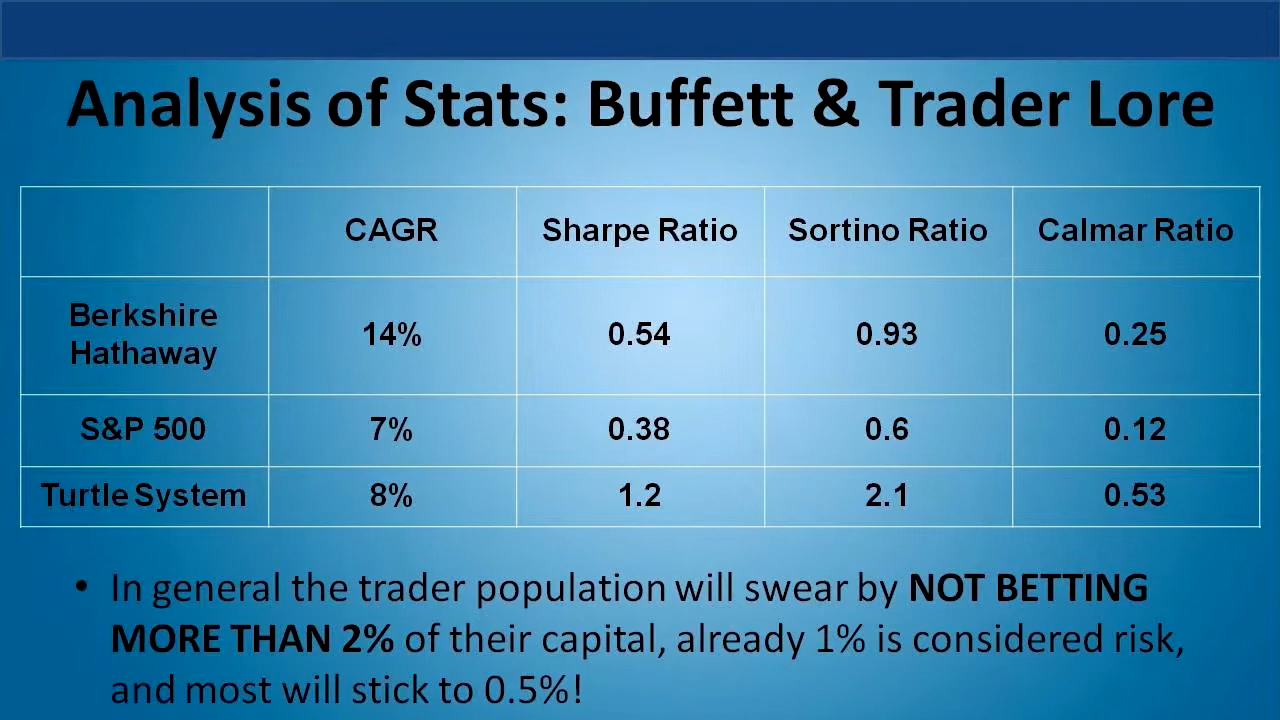 Analysis of Stats: Buffett & Trader Lore
CAGR Sharpe Ratio Sortino Ratio Calmar Ratio
Berkshire
Hathaway 14% 0.54 0.93 0.25
S&P 500 7% 0.38 0.6 0.12
Turtle System 8% 1.2 2.1 0.53
• In general the trader population will swear by NOT BETTING
MORE THAN 2% of their capital, already 1% is considered risk,
and most will stick to 0.5%!